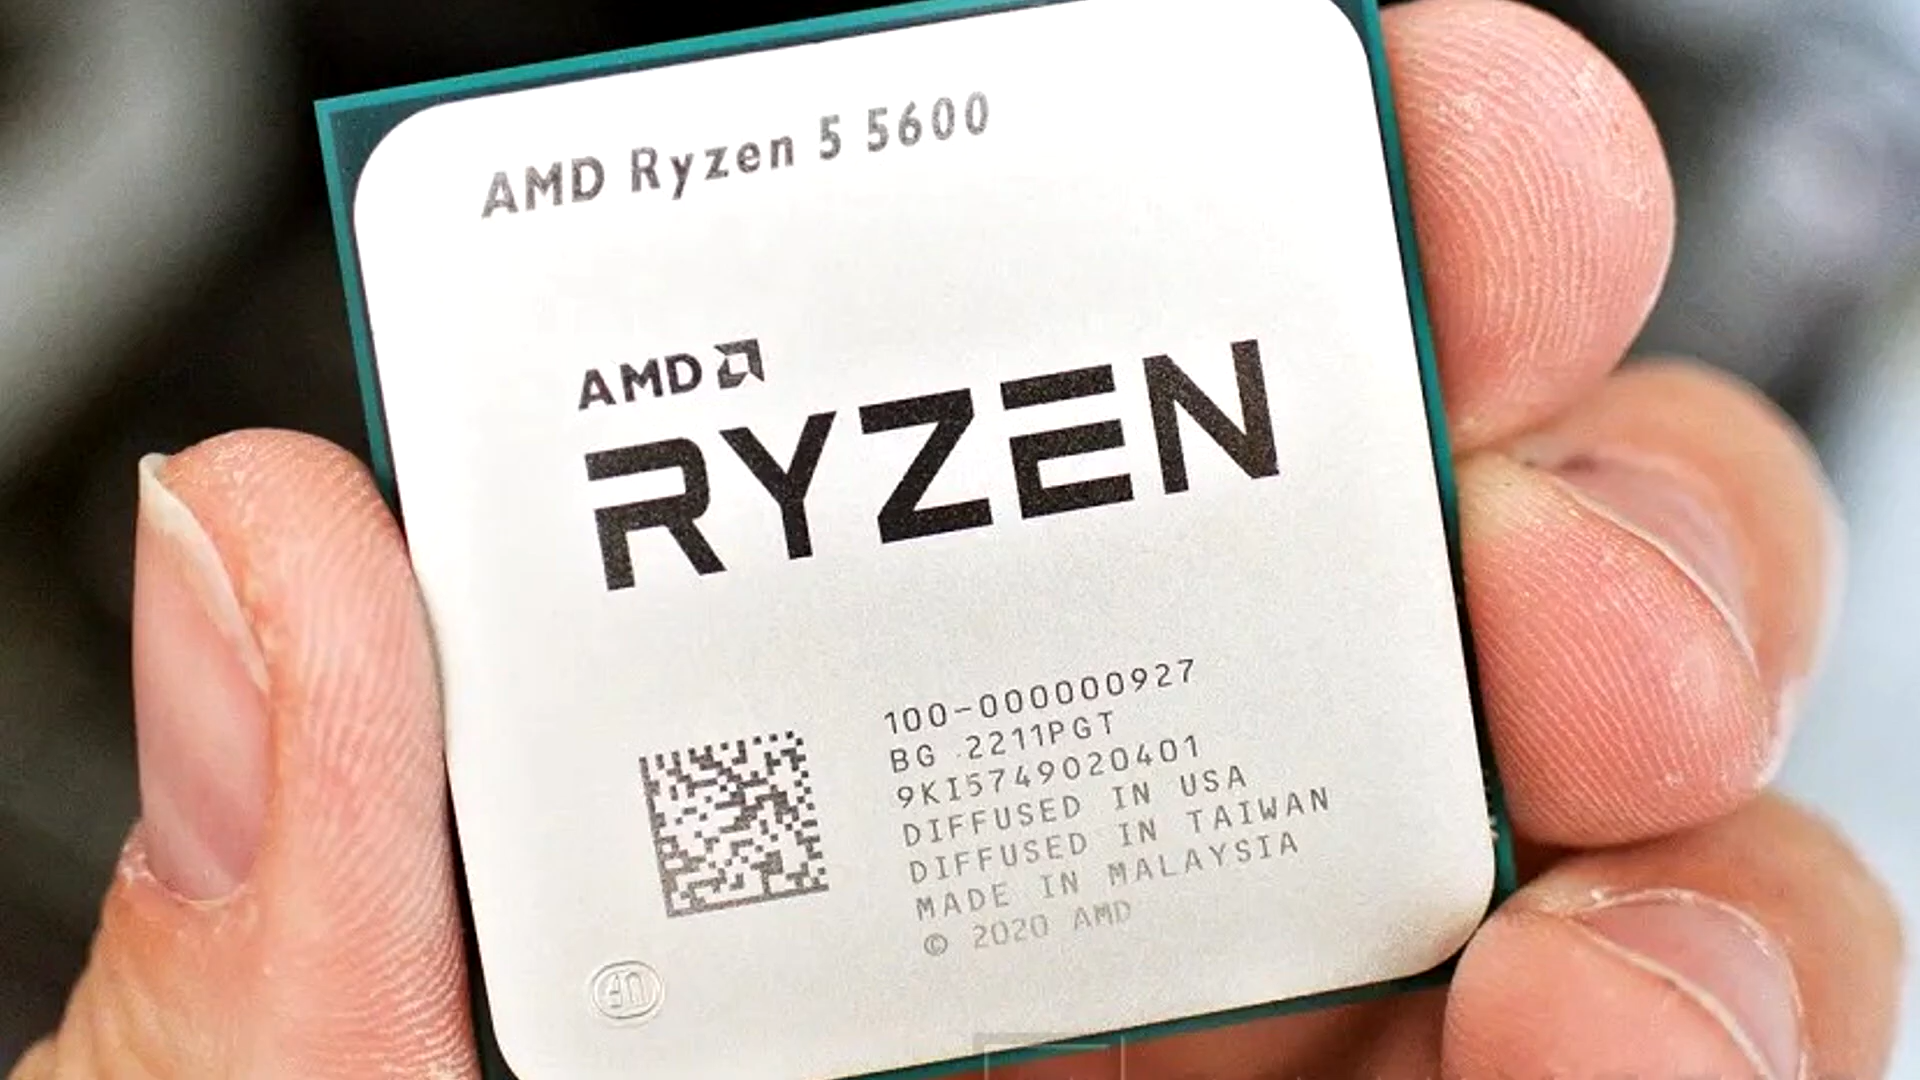 AMD Ryzen 5 5600
AMD
RYZEN
100-000000927
BG 2211PGT
9KI5749020401
DIFFUSED IN USA
DIFFUSED IN TAIWAN
MADE IN MALAYSIA
© 2020 AMD